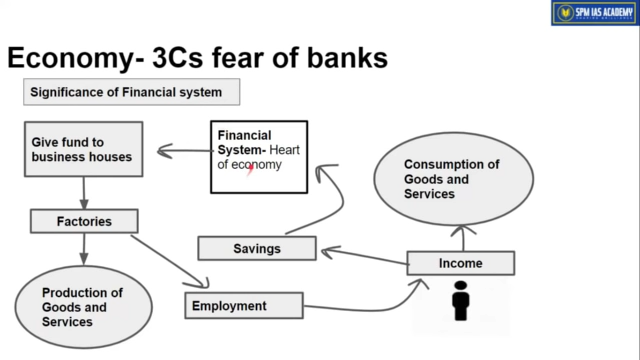 SPM IAS ACADEMY
Economy- 3Cs fear of banks
Significance of Financial system
Give fund to
business houses
Financial
System- Heart
of economy
Consumption of
Goods and
Services
Factories
Savings
Income
Production of
Goods and
Services
Employment